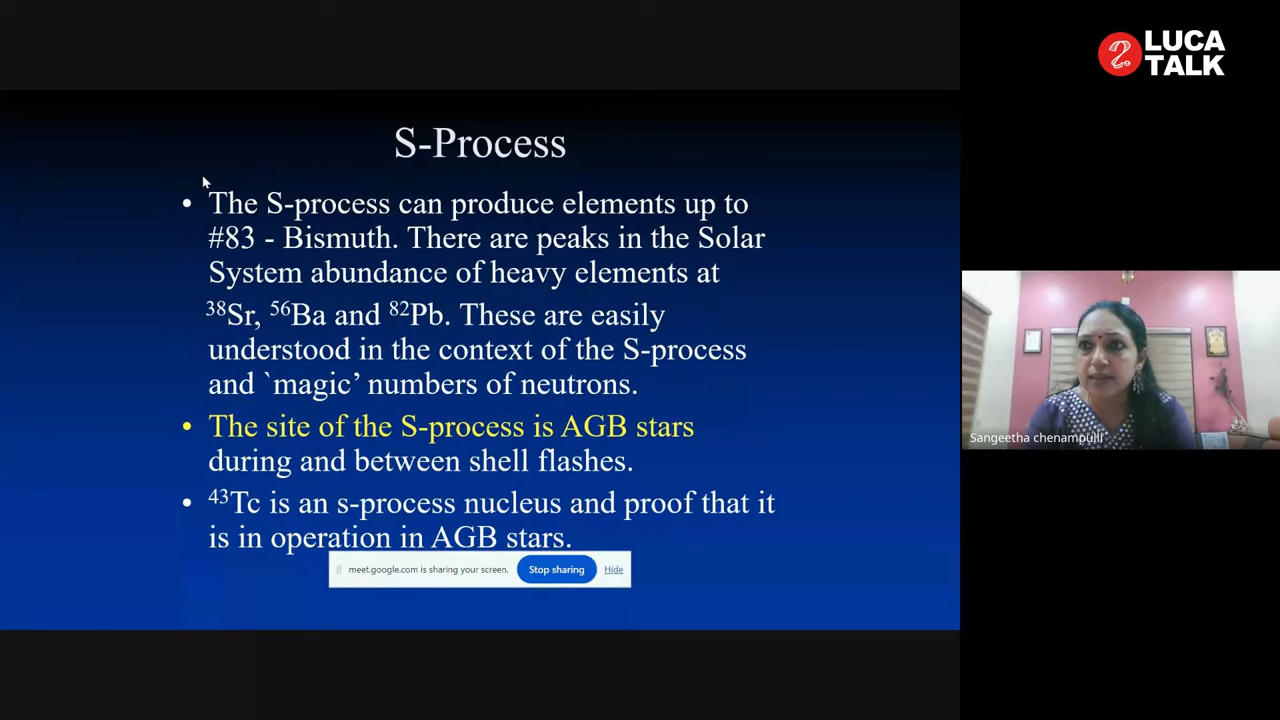 LUCA
TALK
S-Process
• The S-process can produce elements up to
#83 - Bismuth. There are peaks in the Solar
System abundance of heavy elements at
³⁸Sr, ⁵⁶Ba and ⁸²Pb. These are easily
understood in the context of the S-process
and `magic’ numbers of neutrons.
• The site of the S-process is AGB stars
during and between shell flashes.
• ⁴³Tc is an s-process nucleus and proof that it
is in operation in AGB stars.
meet.google.com is sharing your screen. Stop sharing Hide
Sangeetha chenampulli